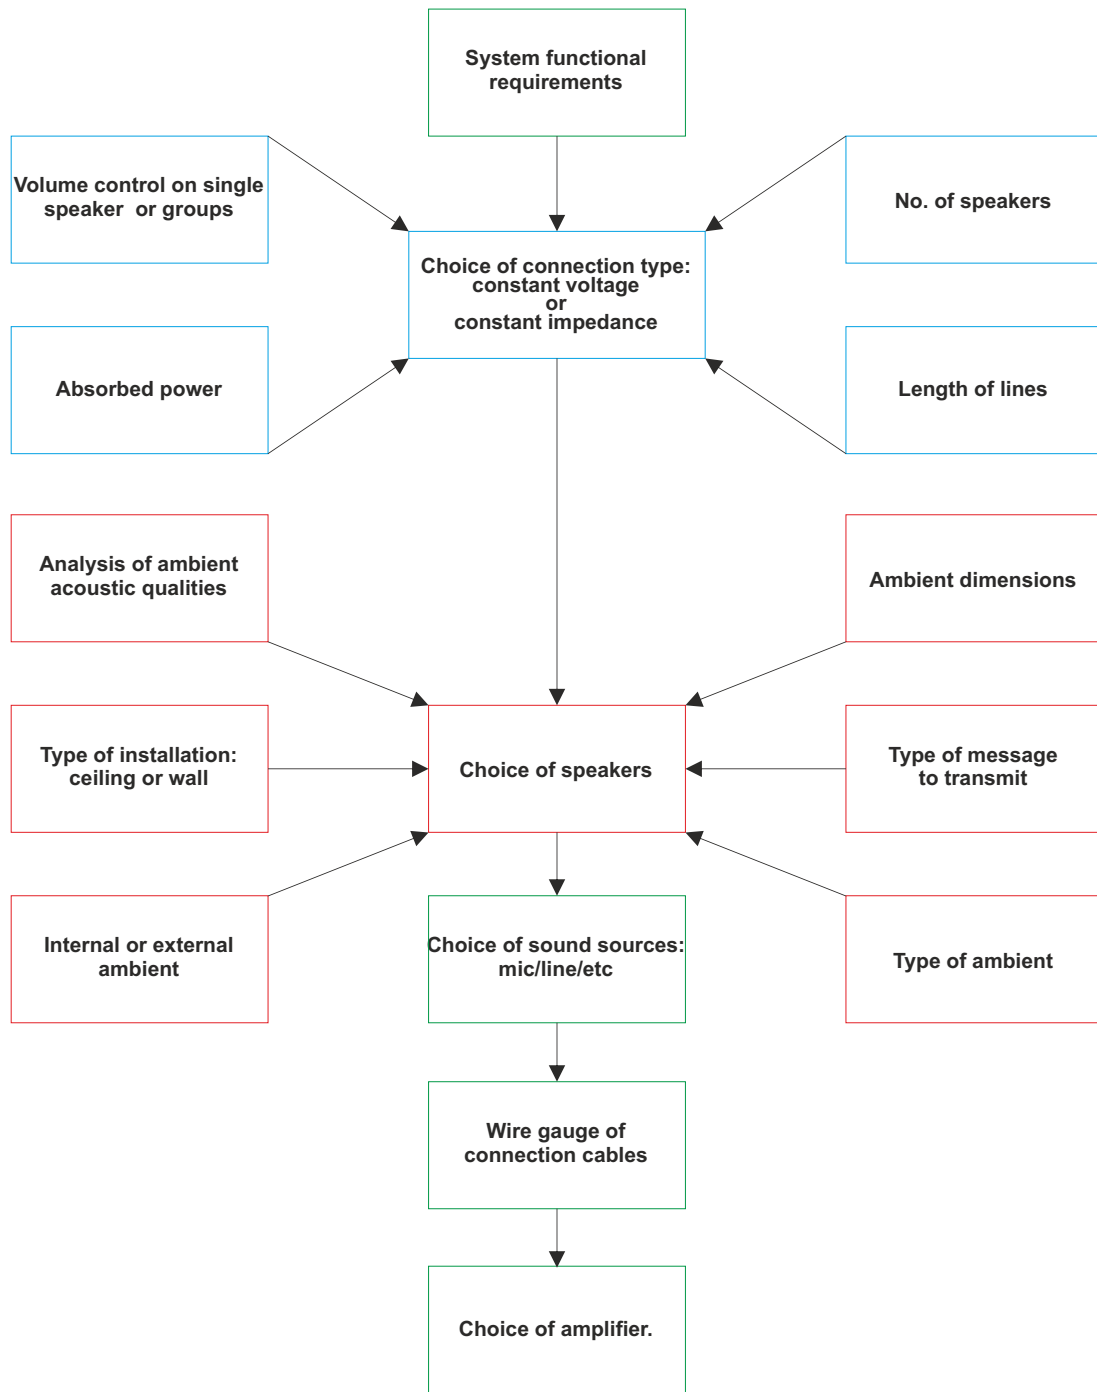 System functional
requirements
Volume control on single
speaker or groups
No. of speakers
Choice of connection type:
constant voltage
or
constant impedance
Absorbed power
Length of lines
Analysis of ambient
acoustic qualities
Ambient dimensions
Type of installation:
ceiling or wall
Choice of speakers
Type of message
to transmit
Internal or external
ambient
Choice of sound sources:
mic/line/etc
Type of ambient
Wire gauge of
connection cables
Choice of amplifier.